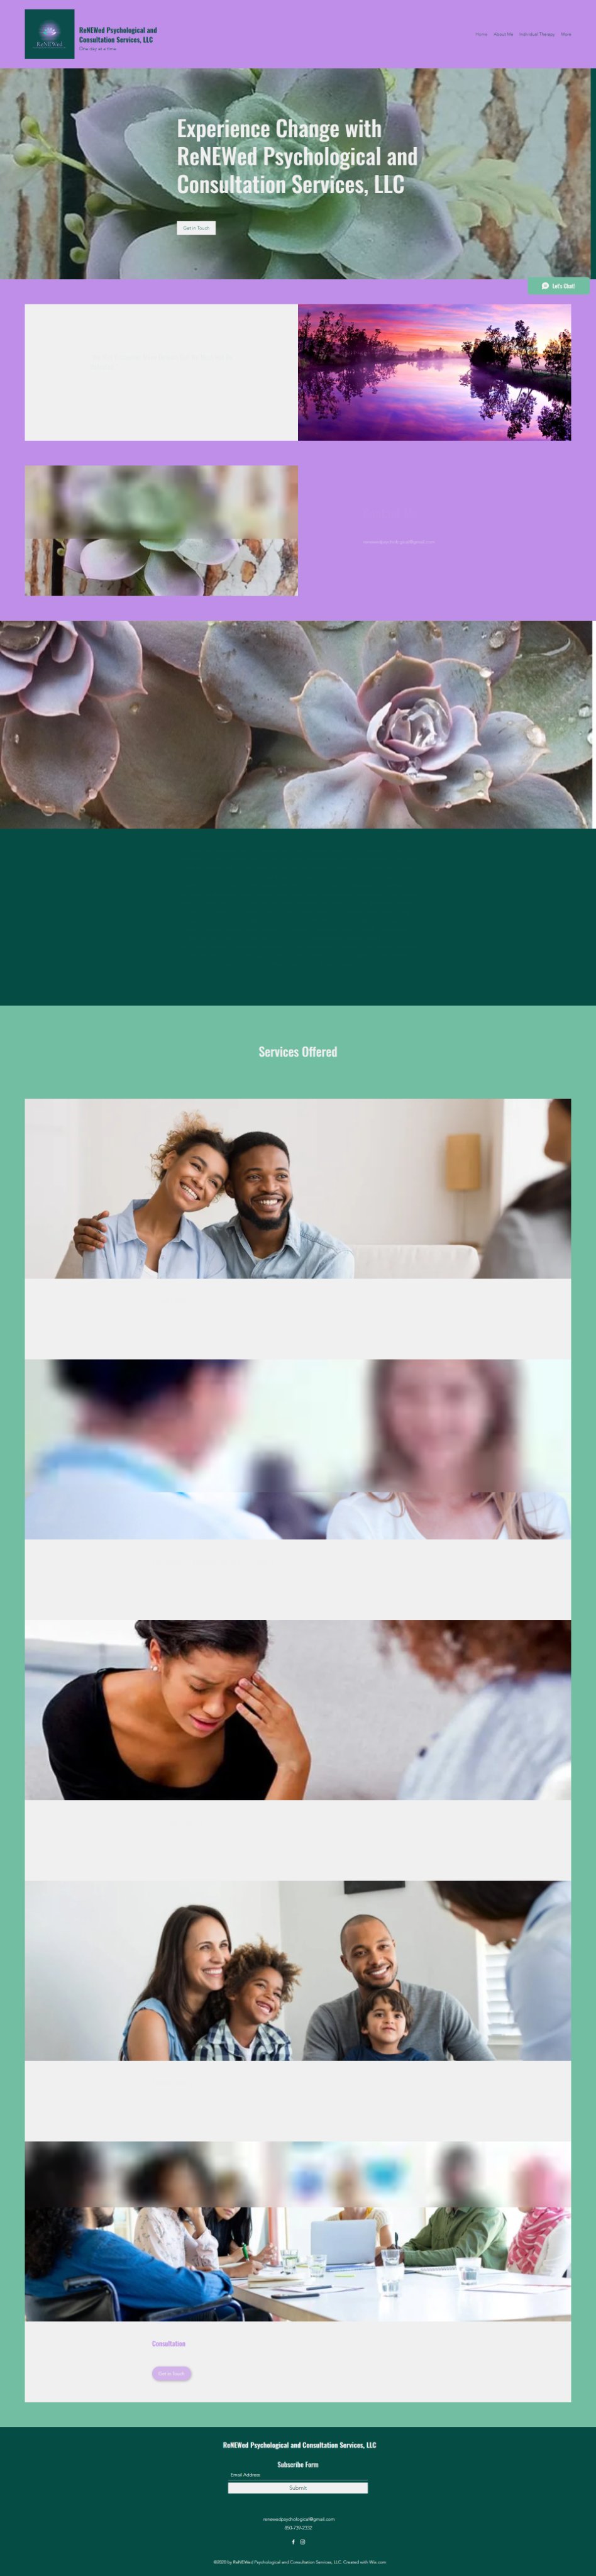 ReNEWed
ReNEWed Psychological and
Consultation Services, LLC
One day at a time
Home
About Me
Individual Therapy
More
Experience Change with
ReNEWed Psychological and
Consultation Services, LLC
Get in Touch
Let's Chat!
renewedpsychological@gmail.com
Services Offered
Consultation
Get in Touch
ReNEWed Psychological and Consultation Services, LLC
Subscribe Form
Email Address
Submit
renewedpsychological@gmail.com
850-739-2332
©2020 by ReNEWed Psychological and Consultation Services, LLC. Created with Wix.com